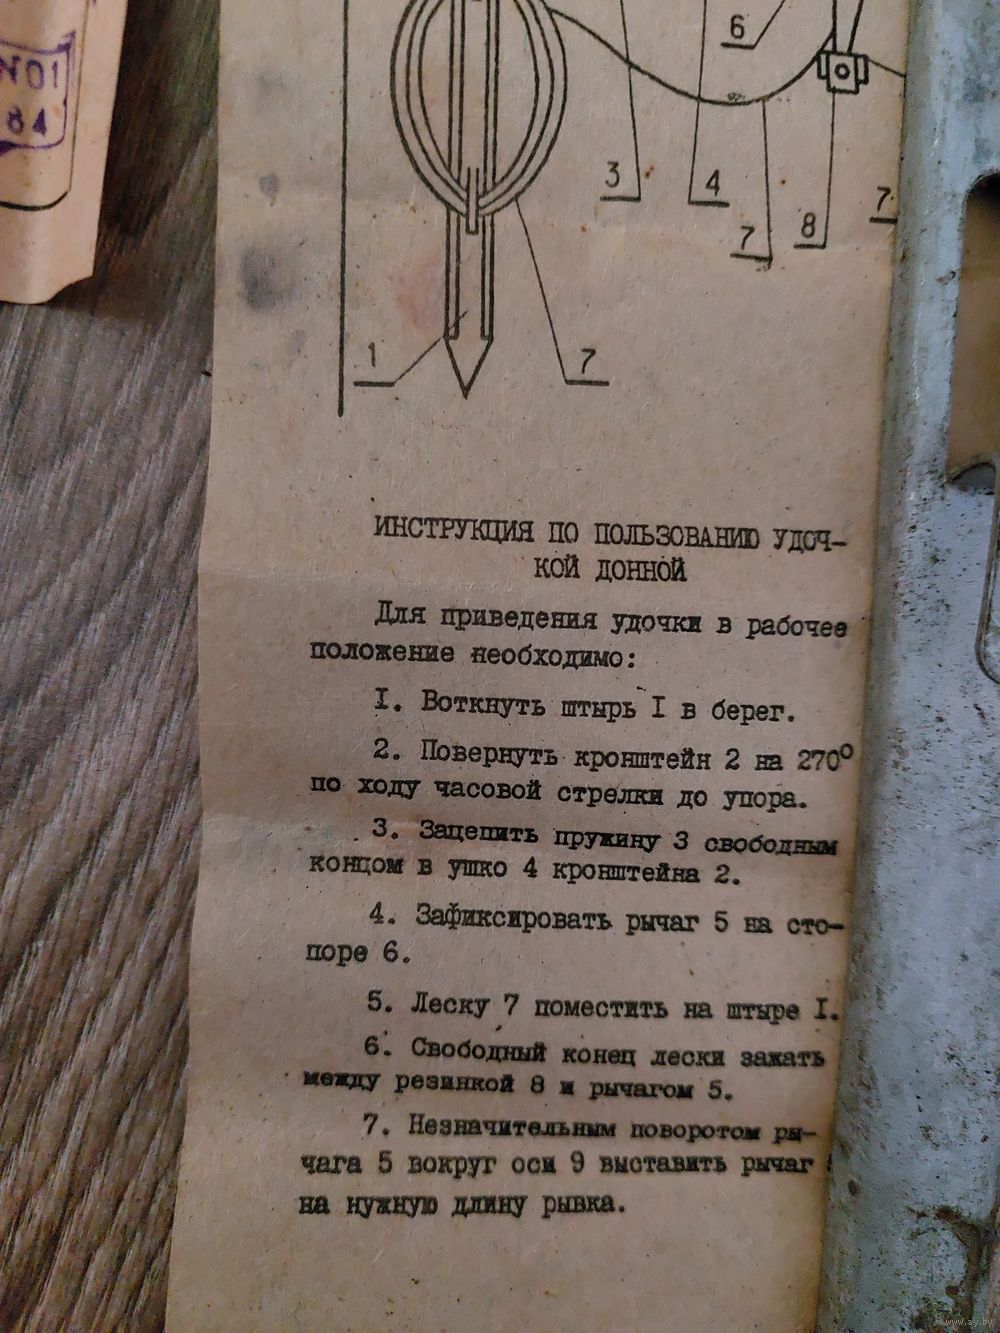 N01
84
6
3
4
7
8
7
1
7
ИНСТРУКЦИЯ ПО ПОЛЬЗОВАНИЮ УДОЧ-
КОЙ ДОННОЙ
Для приведения удочки в рабочее
положение необходимо:
I. Воткнуть штырь I в берег.
2. Повернуть кронштейн 2 на 270°
по ходу часовой стрелки до упора.
3. Зацепить пружину 3 свободным
концом в ушко 4 кронштейна 2.
4. Зафиксировать рычаг 5 на сто-
поре 6.
5. Леску 7 поместить на штыре I.
6. Свободный конец лески зажать
между резинкой 8 и рычагом 5.
7. Незначительным поворотом ры-
чага 5 вокруг оси 9 выставить рычаг
на нужную длину рывка.
www.ay.by